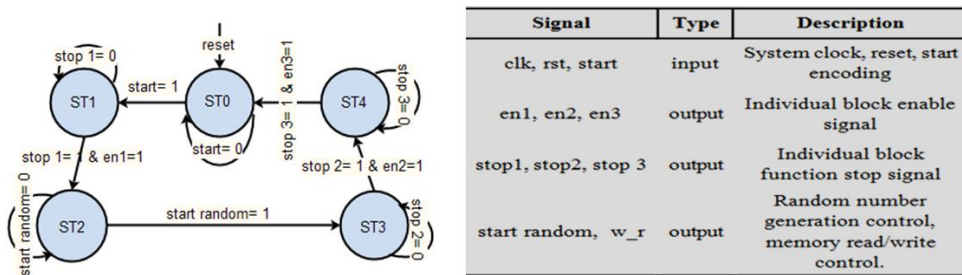 reset
stop 1= 0
ST1
start= 1
ST0
start= 0
stop 3= 1 & en3=1
ST4
stop 3= 0
stop 1= 1 & en1=1
stop 2= 1 & en2=1
start random= 0
ST2
start random= 1
ST3
stop 2= 0
Signal Type Description
clk, rst, start input System clock, reset, start
encoding
en1, en2, en3 output Individual block enable
signal
stop1, stop2, stop 3 output Individual block
function stop signal
start random, w_r output Random number
generation control,
memory read/write
control.